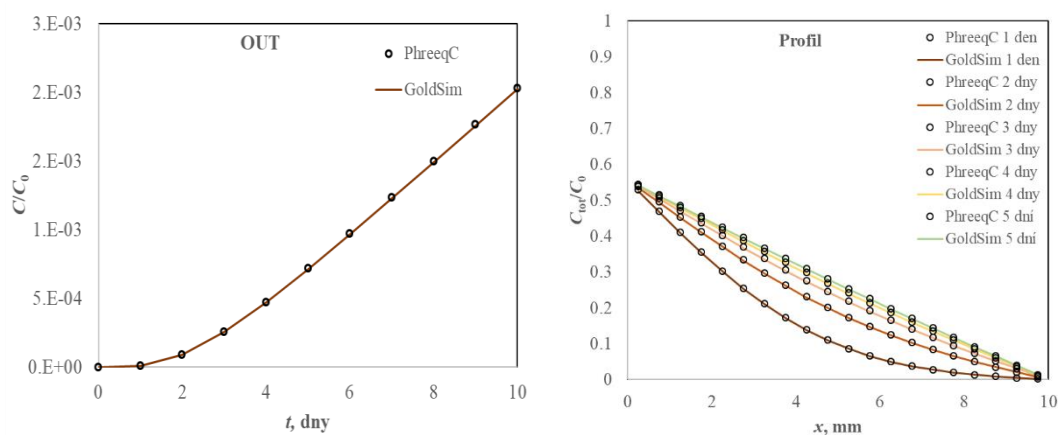 OUT
PhreeqC
GoldSim
3.E-03
2.E-03
2.E-03
1.E-03
5.E-04
0.E+00
C/C0
0 2 4 6 8 10
t, dny
Profil
PhreeqC 1 den
GoldSim 1 den
PhreeqC 2 dny
GoldSim 2 dny
PhreeqC 3 dny
GoldSim 3 dny
PhreeqC 4 dny
GoldSim 4 dny
PhreeqC 5 dní
GoldSim 5 dní
1
0.9
0.8
0.7
0.6
0.5
0.4
0.3
0.2
0.1
0
Ctot/C0
0 2 4 6 8 10
x, mm